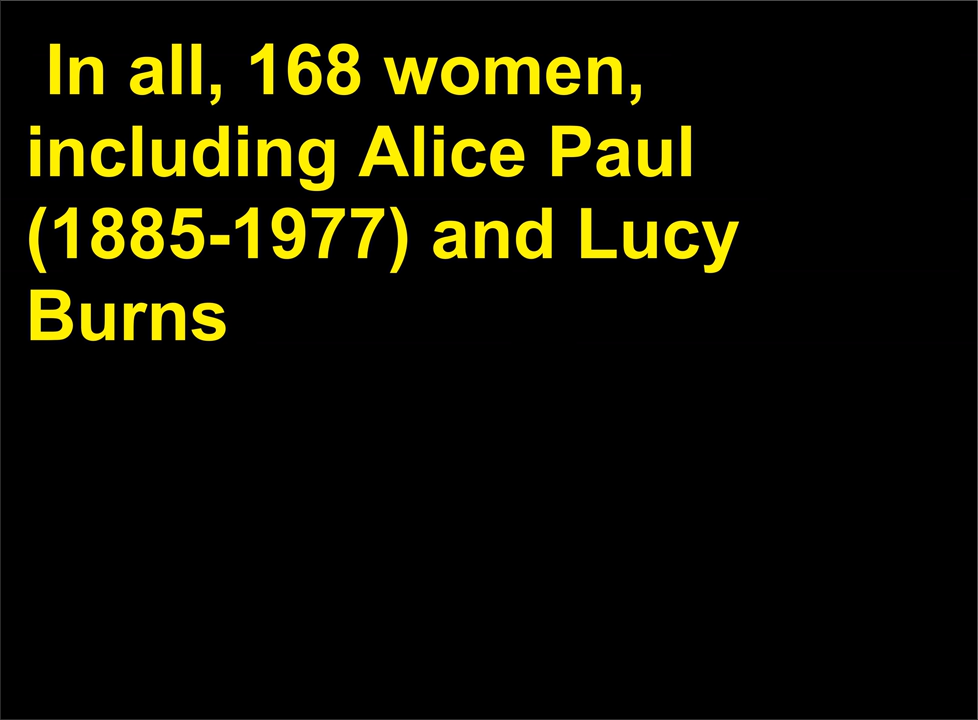 In all, 168 women,
including Alice Paul
(1885-1977) and Lucy
Burns